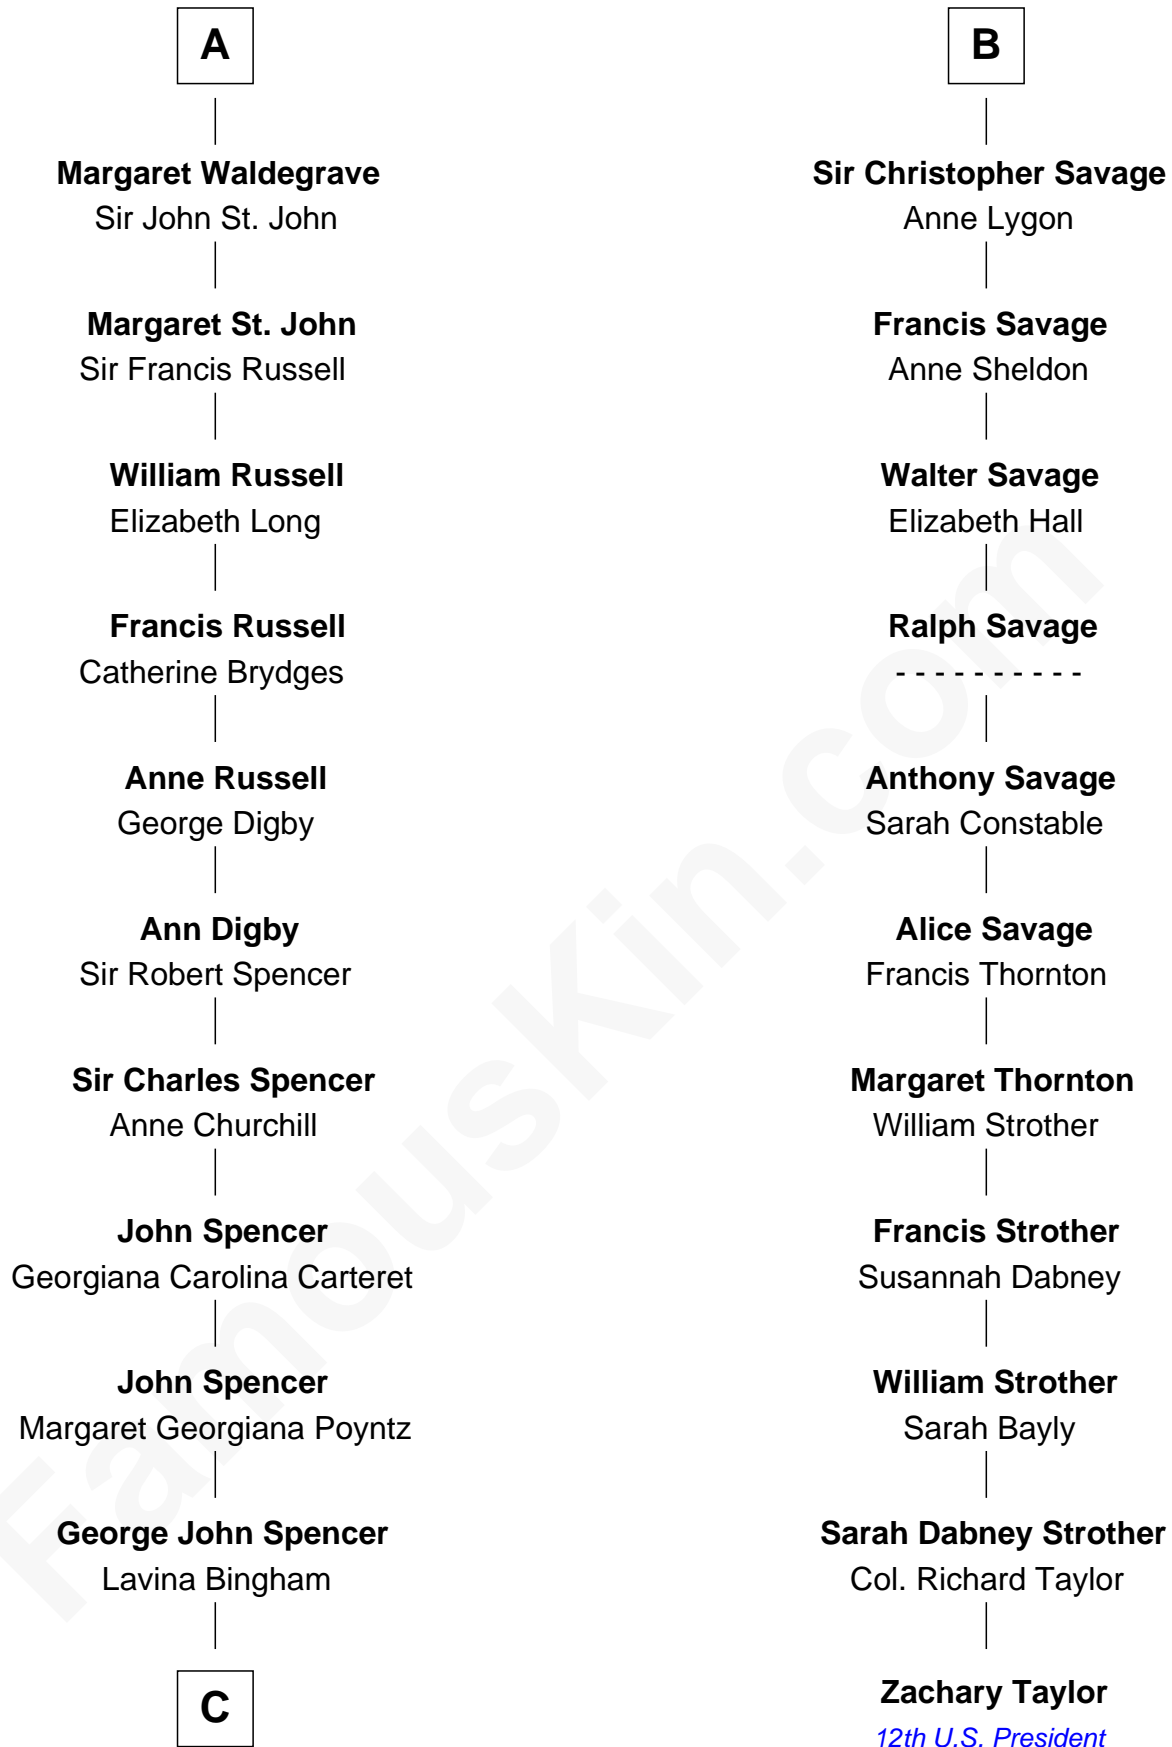 A
Margaret Waldegrave
Sir John St. John
Margaret St. John
Sir Francis Russell
William Russell
Elizabeth Long
Francis Russell
Catherine Brydges
Anne Russell
George Digby
Ann Digby
Sir Robert Spencer
Sir Charles Spencer
Anne Churchill
John Spencer
Georgiana Carolina Carteret
John Spencer
Margaret Georgiana Poyntz
George John Spencer
Lavina Bingham
C
B
Sir Christopher Savage
Anne Lygon
Francis Savage
Anne Sheldon
Walter Savage
Elizabeth Hall
Ralph Savage
- - - - - - - - - -
Anthony Savage
Sarah Constable
Alice Savage
Francis Thornton
Margaret Thornton
William Strother
Francis Strother
Susannah Dabney
William Strother
Sarah Bayly
Sarah Dabney Strother
Col. Richard Taylor
Zachary Taylor
12th U.S. President
FamousKin.com